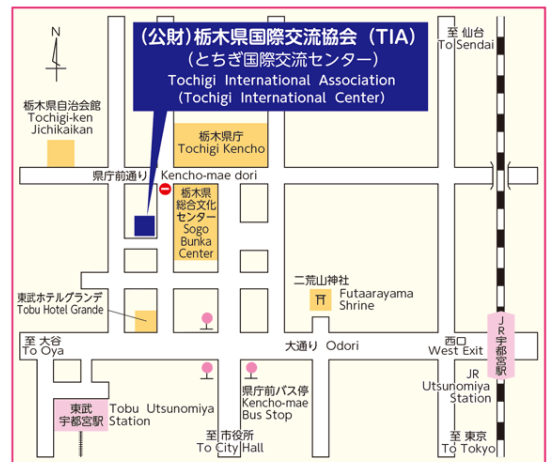 N
(公財)栃木県国際交流協会 (TIA)
(とちぎ国際交流センター)
Tochigi International Association
(Tochigi International Center)
至 仙台
To Sendai
栃木県自治会館
Tochigi-ken
Jichikaikan
栃木県庁
Tochigi Kencho
県庁前通り Kencho-mae dori
栃木県
総合文化
センター
Sogo
Bunka
Center
二荒山神社
Futaarayama
Shrine
東武ホテルグランデ
Tobu Hotel Grande
至 大谷
To Oya
大通り Odori
西口
West Exit
JR宇都宮駅
JR
Utsunomiya
Station
県庁前バス停
Kencho-mae
Bus Stop
東武
宇都宮駅
Tobu Utsunomiya
Station
至 市役所
To City Hall
至 東京
To Tokyo